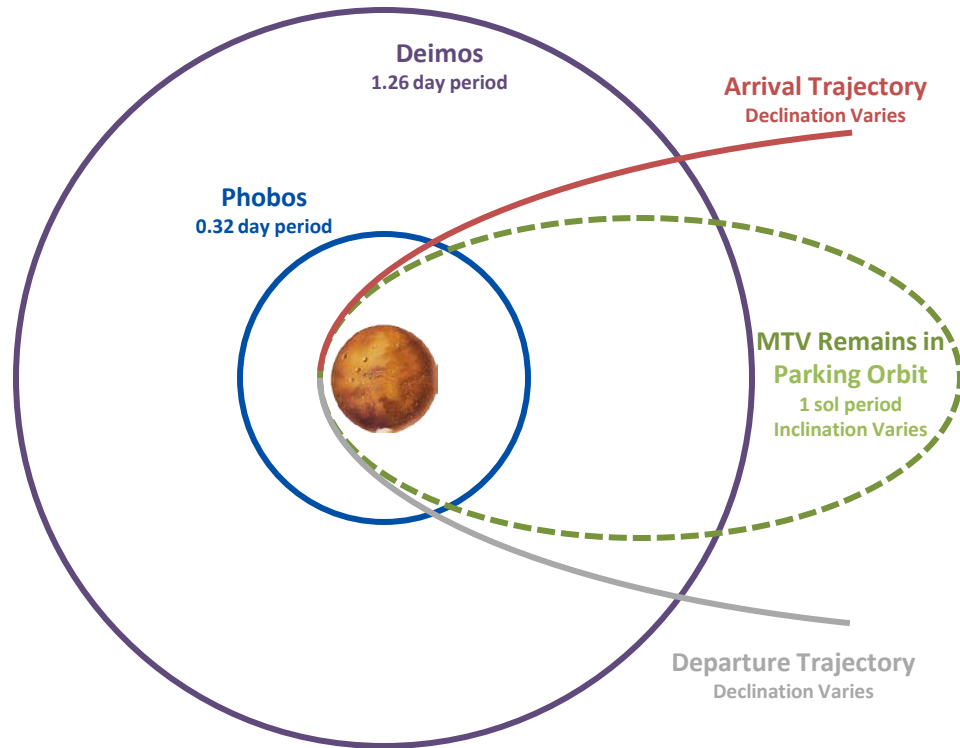 Deimos
1.26 day period
Arrival Trajectory
Declination Varies
Phobos
0.32 day period
MTV Remains in
Parking Orbit
1 sol period
Inclination Varies
Departure Trajectory
Declination Varies